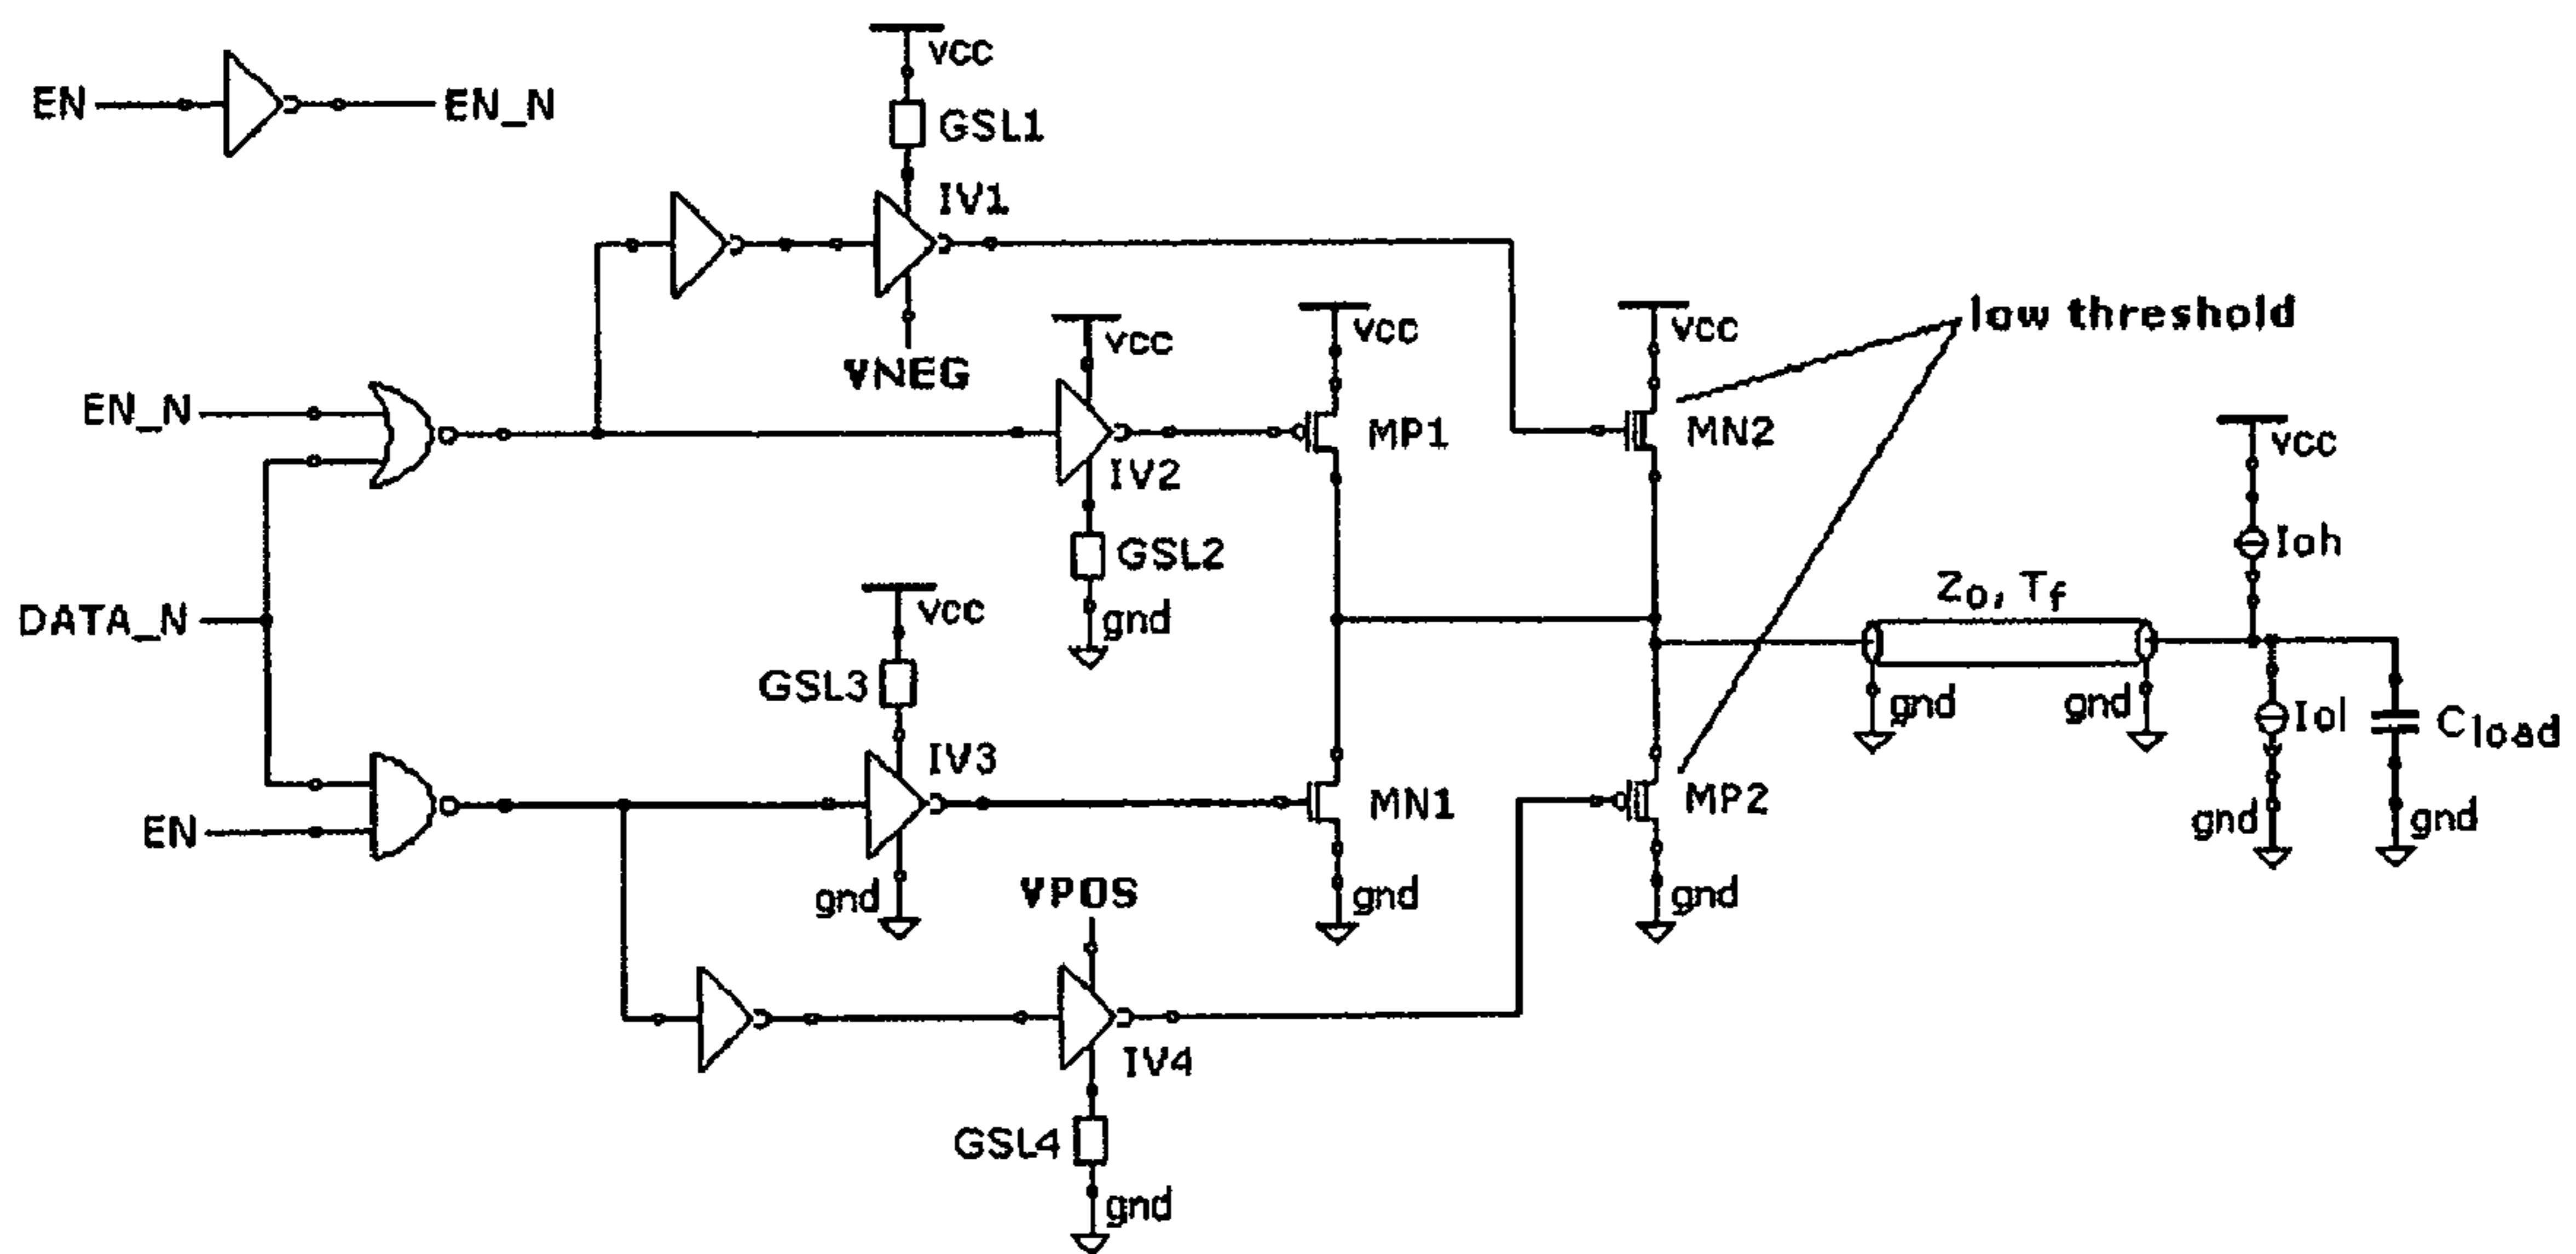 VCC
EN
EN_N
GSL1
IV1
VNEG
VCC
VCC
VCC
low threshold
EN_N
MP1
MN2
IV2
VCC
GSL2
Ioh
gnd
VCC
Z0, Tf
DATA_N
GSL3
gnd
gnd
Iol
Cload
IV3
MN1
MP2
EN
gnd
gnd
gnd
gnd
gnd
VPOS
IV4
GSL4
gnd